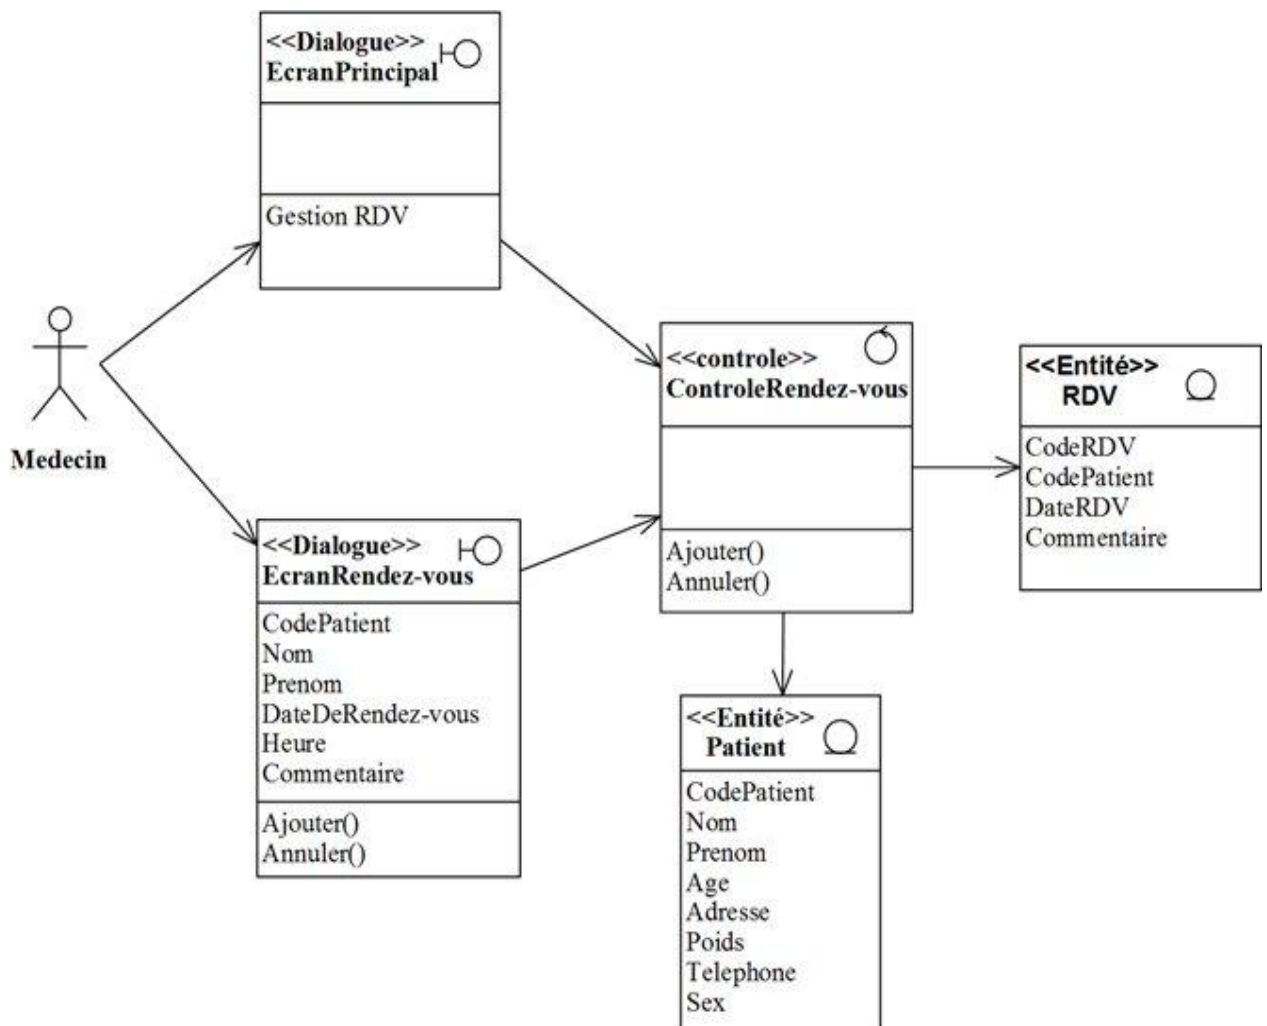 <<Dialogue>>
EcranPrincipal
Gestion RDV
Medecin
<<Dialogue>>
EcranRendez-vous
CodePatient
Nom
Prenom
DateDeRendez-vous
Heure
Commentaire
Ajouter()
Annuler()
<<controle>>
ControleRendez-vous
Ajouter()
Annuler()
<<Entité>>
RDV
CodeRDV
CodePatient
DateRDV
Commentaire
<<Entité>>
Patient
CodePatient
Nom
Prenom
Age
Adresse
Poids
Telephone
Sex